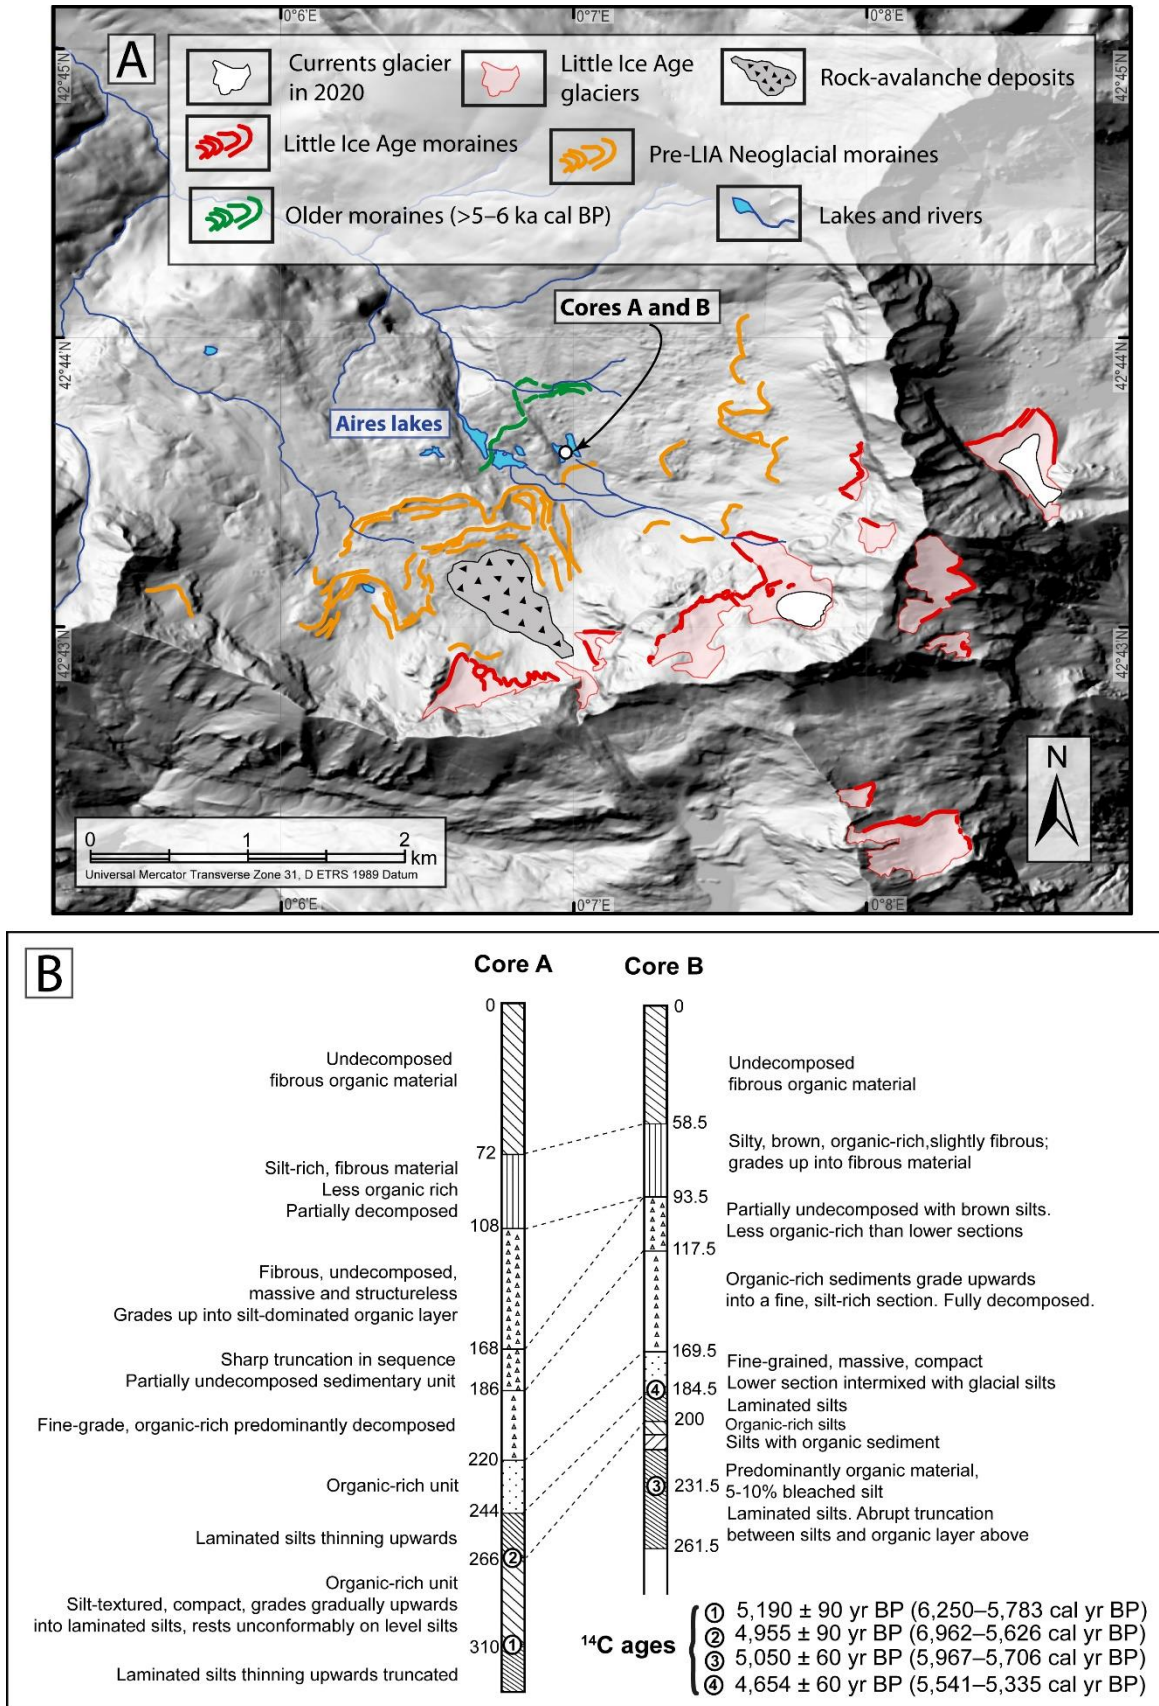 A
0°6'E
0°7'E
0°8'E
42°45'N
42°45'N
Currents glacier
in 2020
Little Ice Age
glaciers
Rock-avalanche deposits
Little Ice Age moraines
Pre-LIA Neoglacial moraines
Older moraines (>5–6 ka cal BP)
Lakes and rivers
Cores A and B
42°44'N
42°44'N
Aires lakes
42°43'N
42°43'N
N
0
1
2
km
Universal Mercator Transverse Zone 31, D ETRS 1989 Datum
0°6'E
0°7'E
0°8'E
B
Core A
Core B
0
Undecomposed
fibrous organic material
72
Silt-rich, fibrous material
Less organic rich
Partially decomposed
108
Fibrous, undecomposed,
massive and structureless
Grades up into silt-dominated organic layer
168
Sharp truncation in sequence
Partially undecomposed sedimentary unit
186
Fine-grade, organic-rich predominantly decomposed
220
Organic-rich unit
244
Laminated silts thinning upwards
266
2
Organic-rich unit
Silt-textured, compact, grades gradually upwards
into laminated silts, rests unconformably on level silts
310
1
Laminated silts thinning upwards truncated
0
Undecomposed
fibrous organic material
58.5
Silty, brown, organic-rich,slightly fibrous;
grades up into fibrous material
93.5
Partially undecomposed with brown silts.
Less organic-rich than lower sections
117.5
Organic-rich sediments grade upwards
into a fine, silt-rich section. Fully decomposed.
169.5
Fine-grained, massive, compact
Lower section intermixed with glacial silts
4
184.5
Laminated silts
200
Organic-rich silts
Silts with organic sediment
Predominantly organic material,
5-10% bleached silt
3
231.5
Laminated silts. Abrupt truncation
between silts and organic layer above
261.5
¹⁴C ages
1 5,190 ± 90 yr BP (6,250–5,783 cal yr BP)
2 4,955 ± 90 yr BP (6,962–5,626 cal yr BP)
3 5,050 ± 60 yr BP (5,967–5,706 cal yr BP)
4 4,654 ± 60 yr BP (5,541–5,335 cal yr BP)